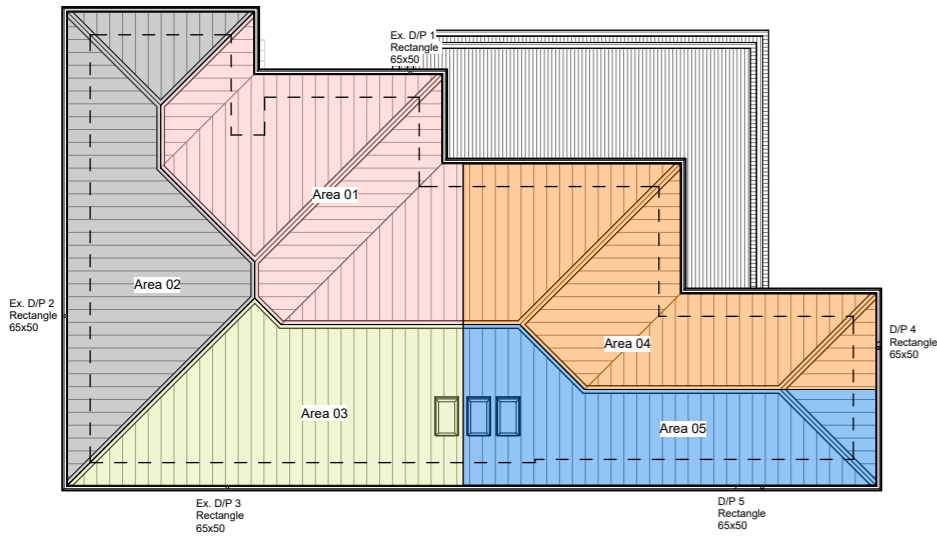 Ex. D/P 1
Rectangle
65x50
Area 01
Area 02
Ex. D/P 2
Rectangle
65x50
D/P 4
Rectangle
65x50
Area 04
Area 03
Area 05
Ex. D/P 3
Rectangle
65x50
D/P 5
Rectangle
65x50